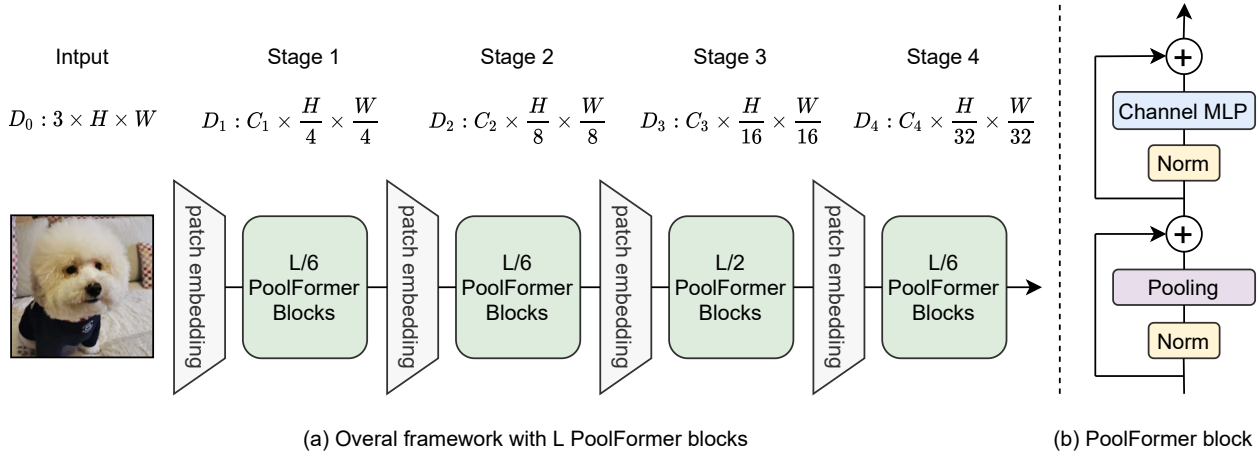 Intput
Stage 1
Stage 2
Stage 3
Stage 4
D₀ : 3 × H × W
D₁ : C₁ × H/4 × W/4
D₂ : C₂ × H/8 × W/8
D₃ : C₃ × H/16 × W/16
D₄ : C₄ × H/32 × W/32
patch embedding
L/6
PoolFormer
Blocks
patch embedding
L/6
PoolFormer
Blocks
patch embedding
L/2
PoolFormer
Blocks
patch embedding
L/6
PoolFormer
Blocks
(a) Overal framework with L PoolFormer blocks
+
Channel MLP
Norm
+
Pooling
Norm
(b) PoolFormer block